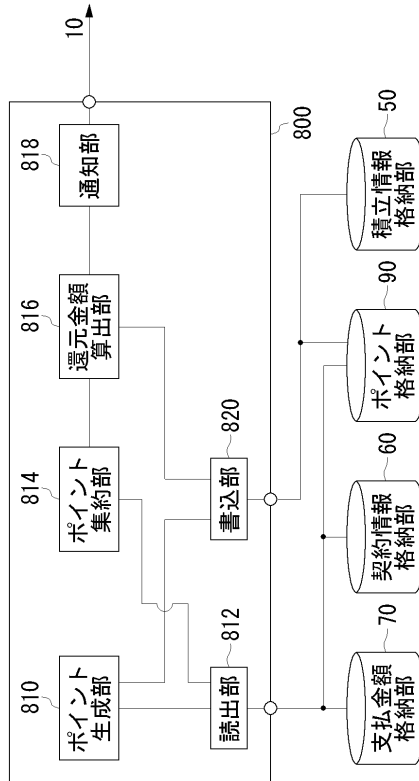 10
810
ポイント
生成部
814
ポイント
集約部
816
還元金額
算出部
818
通知部
812
読出部
820
書込部
800
70
支払金額
格納部
60
契約情報
格納部
90
ポイント
格納部
50
積立情報
格納部